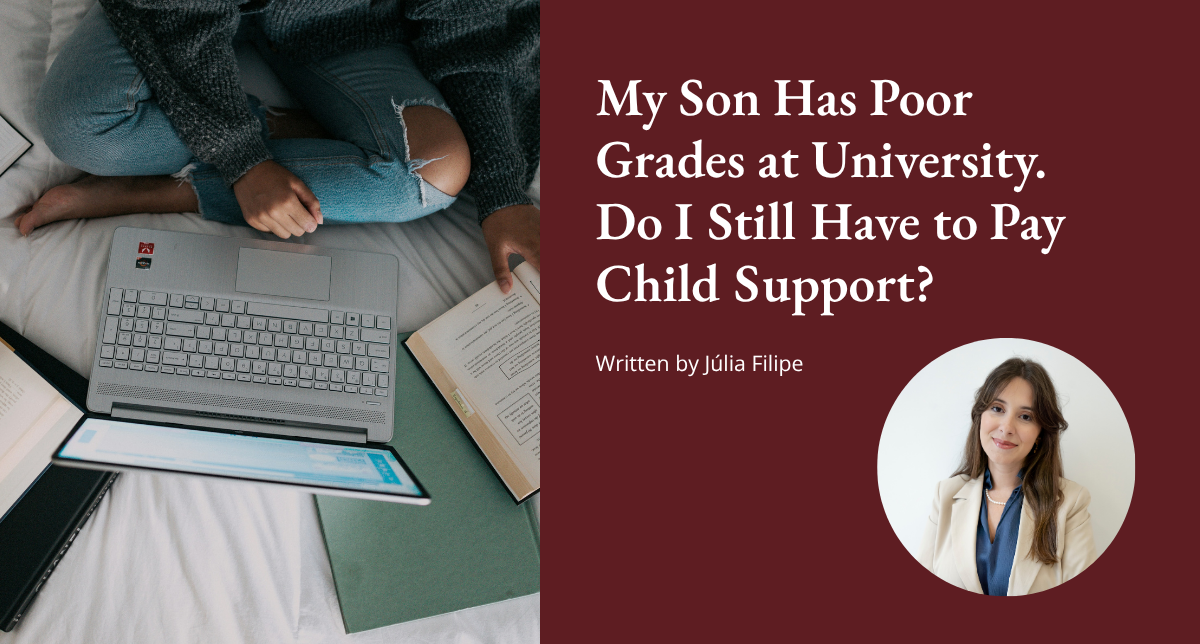 My Son Has Poor
Grades at University.
Do I Still Have to Pay
Child Support?
Written by Júlia Filipe